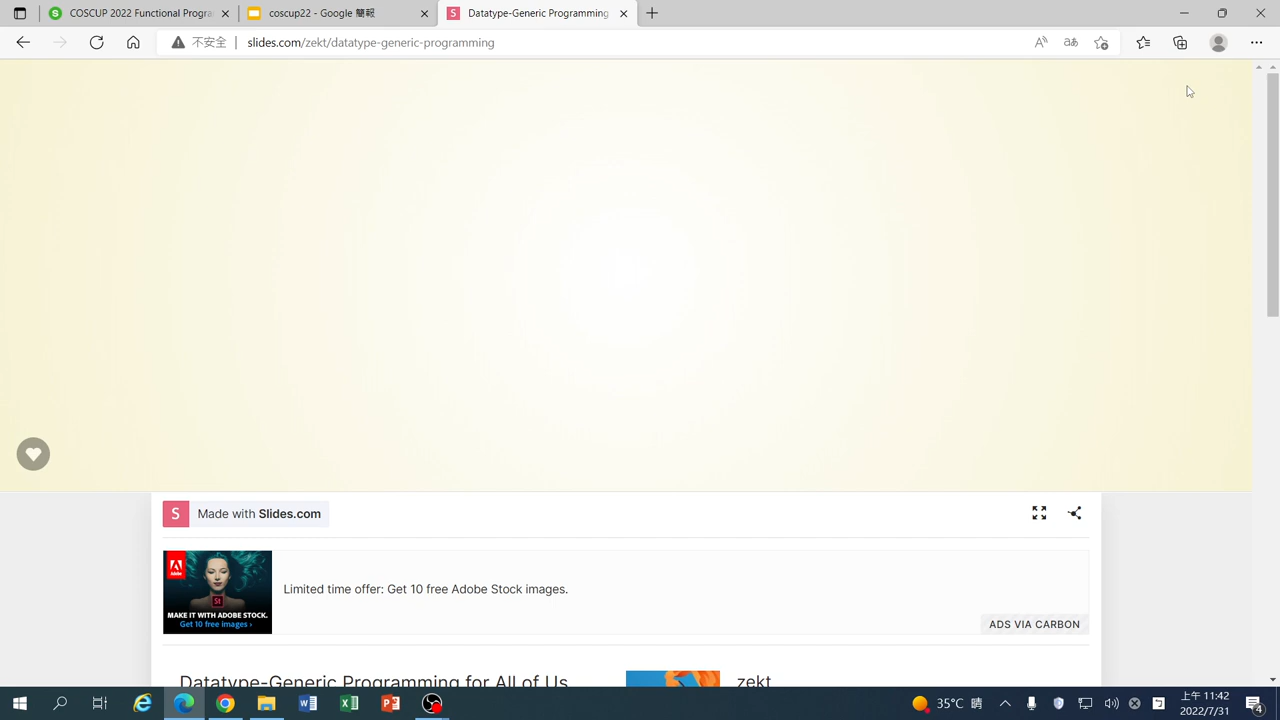 COSCUP 2022 Functional Progra
coscup22 - Google 簡報
Datatype-Generic Programming
不安全
slides.com/zekt/datatype-generic-programming
S Made with Slides.com
Adobe
St
MAKE IT WITH ADOBE STOCK.
Get 10 free images ›
Limited time offer: Get 10 free Adobe Stock images.
ADS VIA CARBON
Datatype-Generic Programming for All of Us
zekt
35°C 晴
上午 11:42
2022/7/31
4